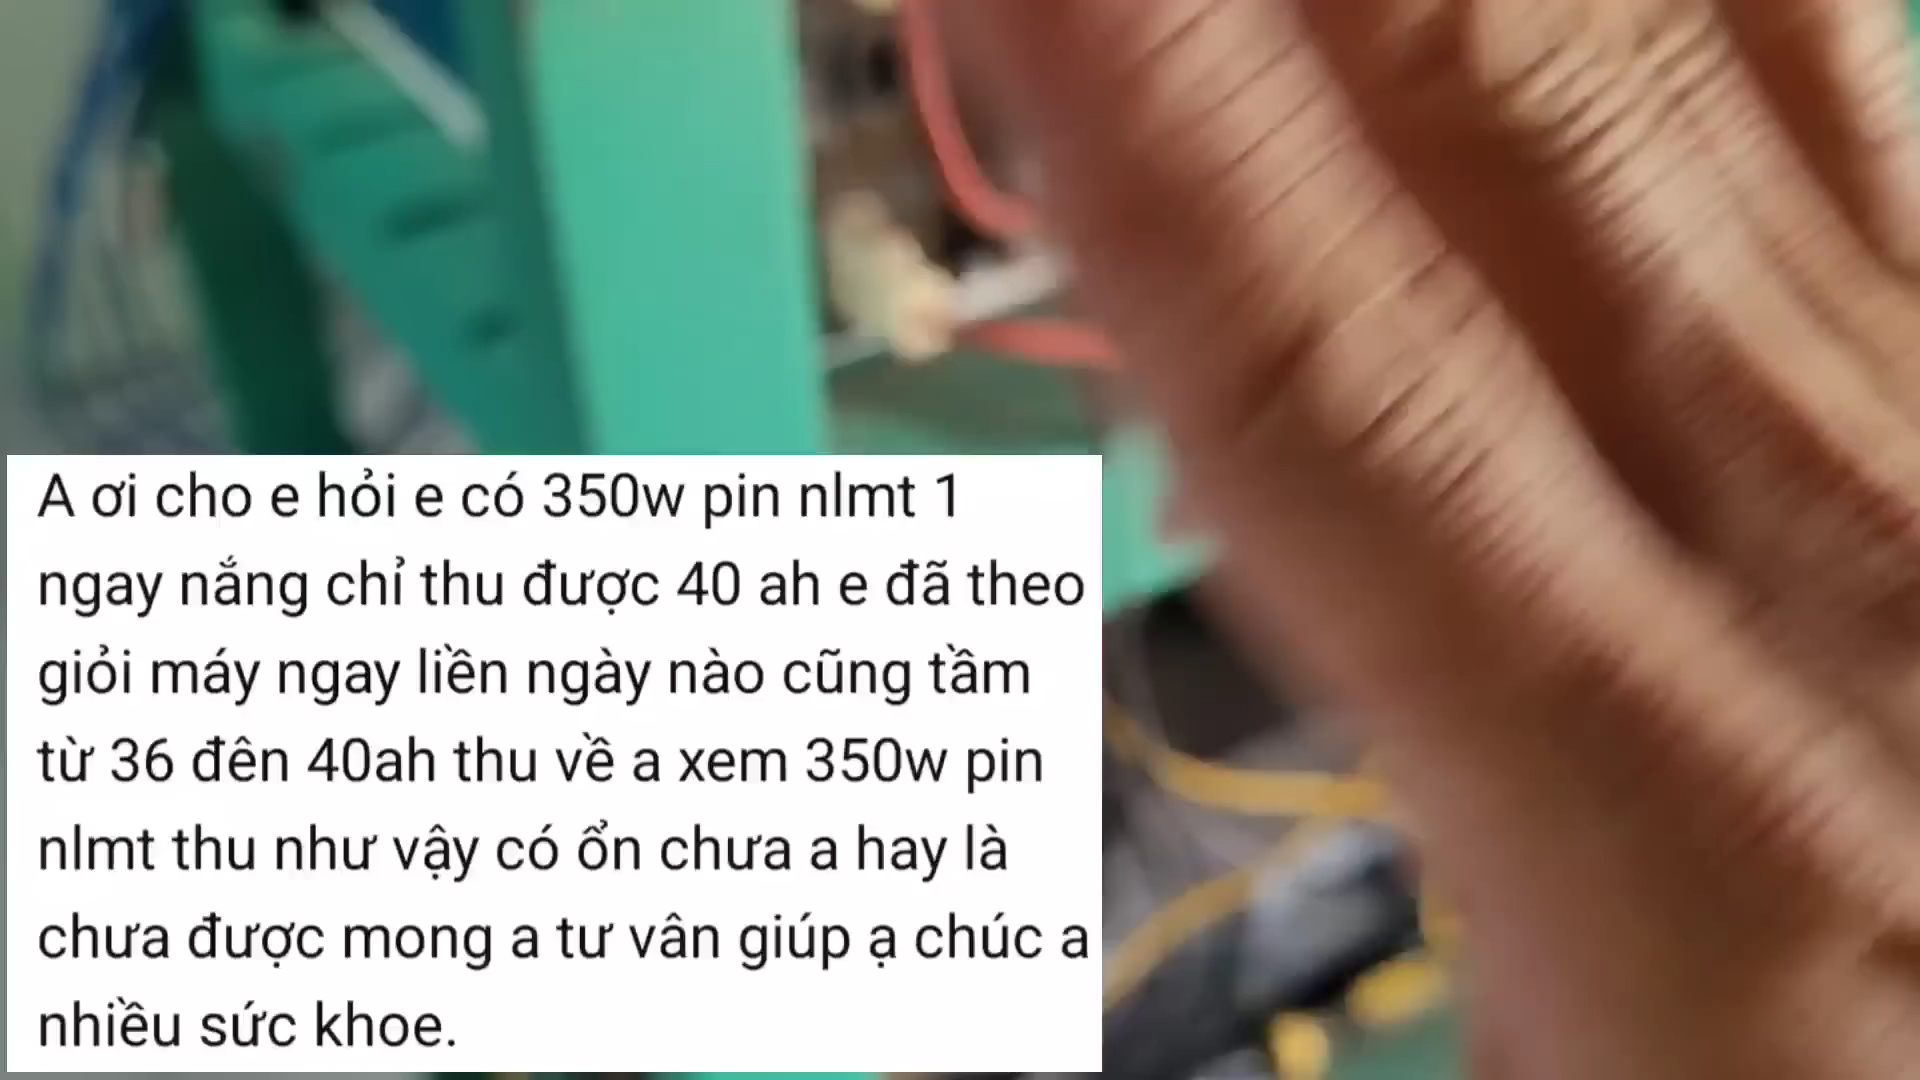 A ơi cho e hỏi e có 350w pin nlmt 1
ngay nắng chỉ thu được 40 ah e đã theo
giỏi máy ngay liền ngày nào cũng tầm
từ 36 đên 40ah thu về a xem 350w pin
nlmt thu như vậy có ổn chưa a hay là
chưa được mong a tư vân giúp ạ chúc a
nhiều sức khoe.